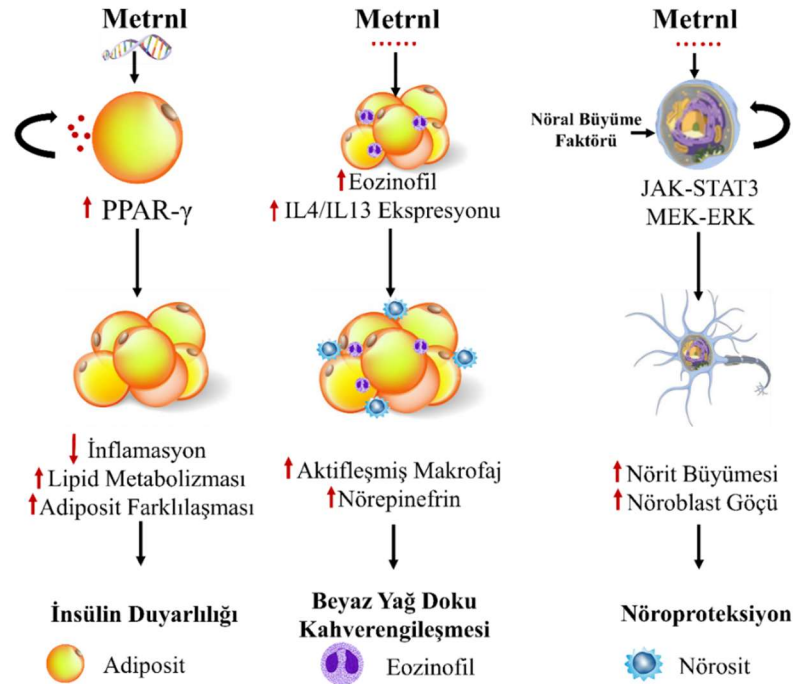 Metrnl
PPAR-γ
İnflamasyon
Lipid Metabolizması
Adiposit Farklılaşması
İnsülin Duyarlılığı
Adiposit
Metrnl
Eozinofil
IL4/IL13 Ekspresyonu
Aktifleşmiş Makrofaj
Nörepinefrin
Beyaz Yağ Doku
Kahverengileşmesi
Eozinofil
Metrnl
Nöral Büyüme
Faktörü
JAK-STAT3
MEK-ERK
Nörit Büyümesi
Nöroblast Göçü
Nöroproteksiyon
Nörosit